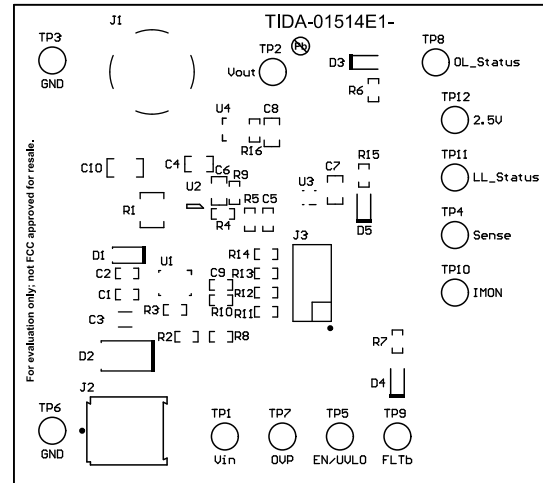 TIDA-01514E1-
J1
TP3
GND
TP2
Vout
Pb
D3
R6
TP8
OL_Status
TP12
2.5V
U4
C8
R16
C10
C4
C6
R9
U2
R4
R1
R5
C5
U3
C7
R15
D5
TP11
LL_Status
TP4
Sense
TP10
IMON
D1
C2
C1
C3
D2
U1
R3
R2
R8
C9
R10
R14
R13
R12
R11
J3
R7
D4
For evaluation only; not FCC approved for resale.
J2
TP6
GND
TP1
Vin
TP7
OVP
TP5
EN/UVLO
TP9
FLTb